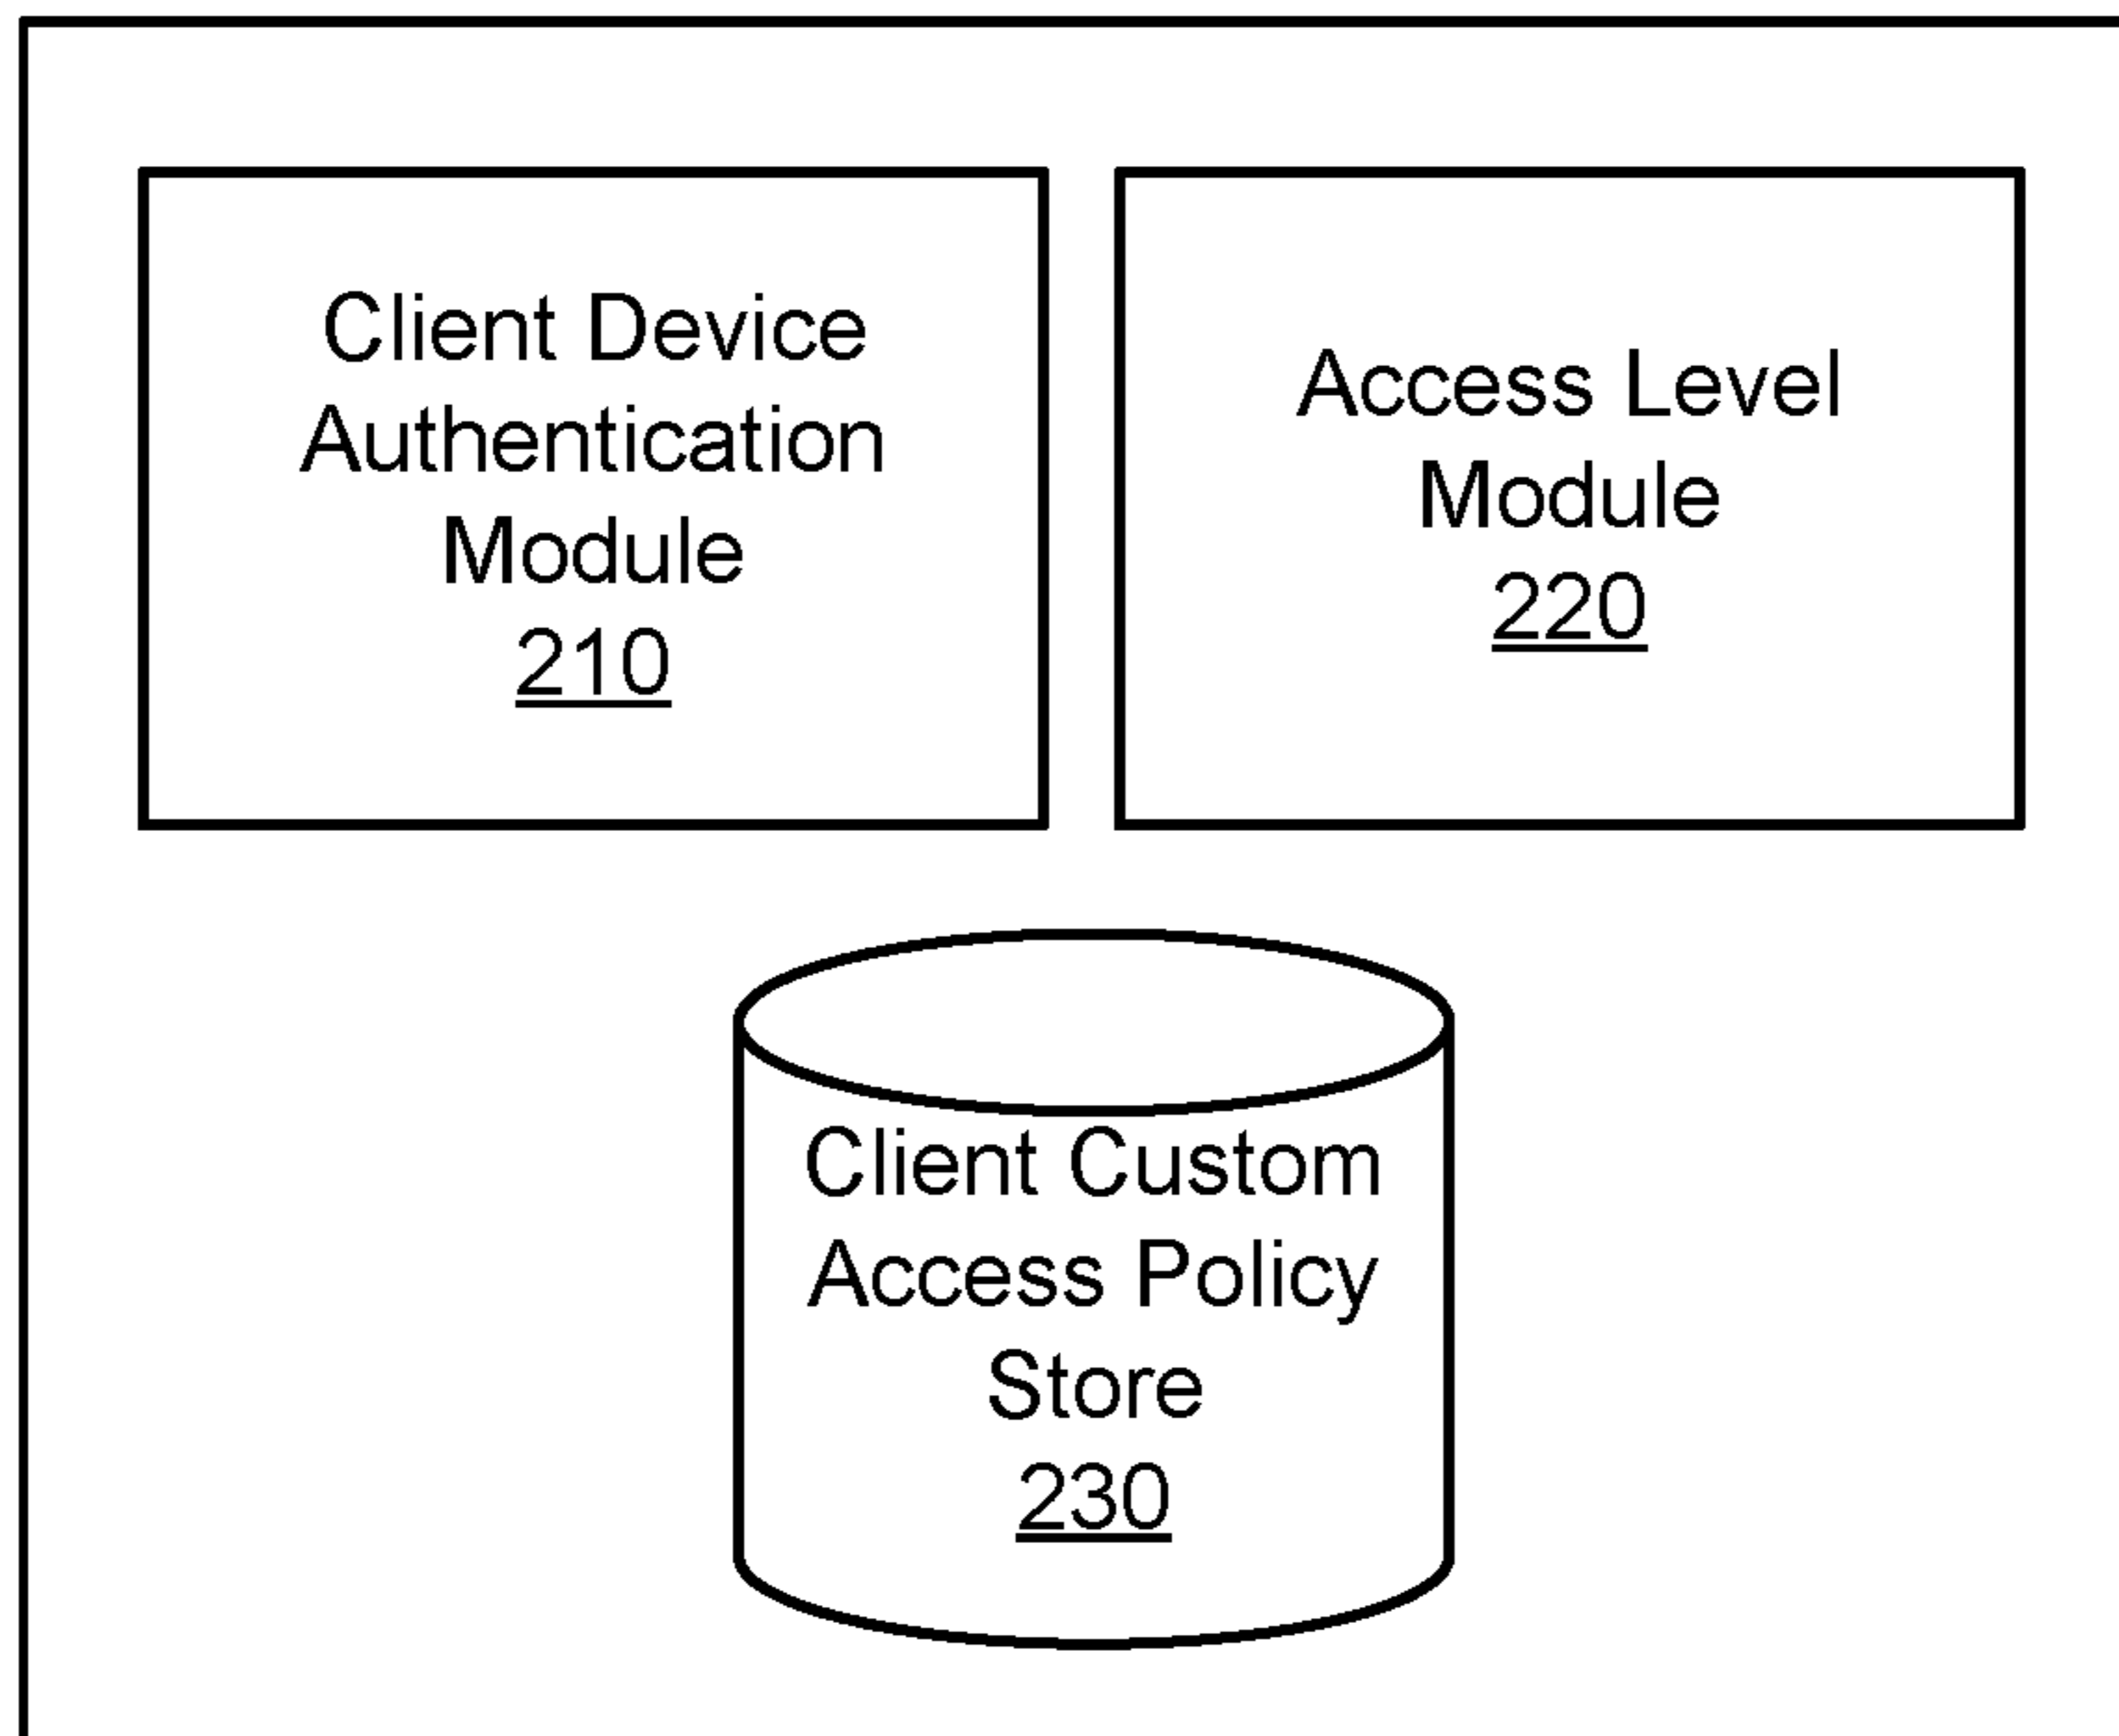 Client Device
Authentication
Module
210
Access Level
Module
220
Client Custom
Access Policy
Store
230